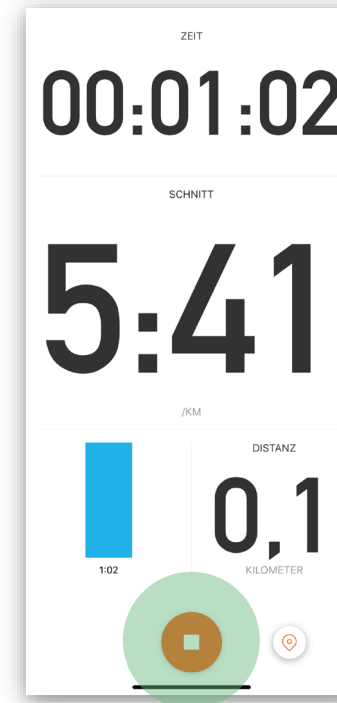 ZEIT
00:01:02
SCHNITT
5:41
/KM
DISTANZ
0,1
1:02
KILOMETER